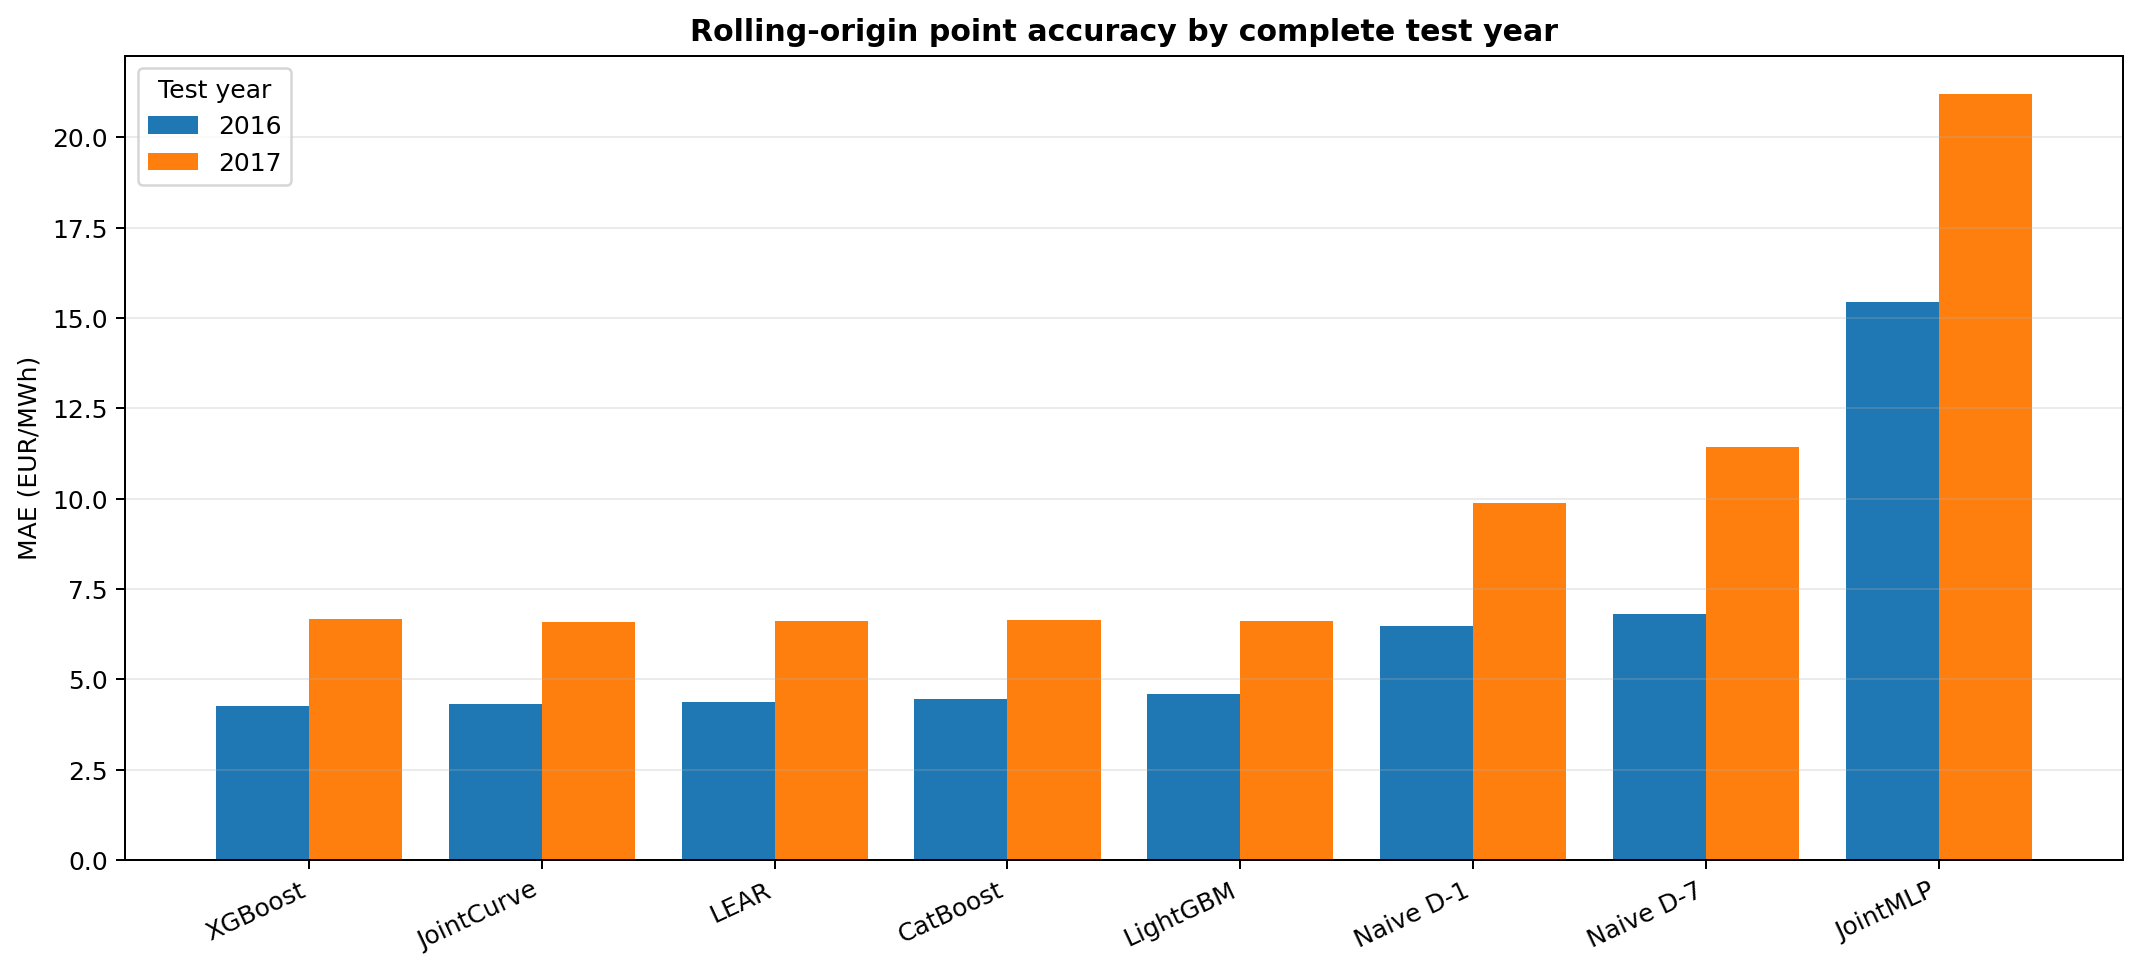 Rolling-origin point accuracy by complete test year
Test year
2016
2017
MAE (EUR/MWh)
20.0
17.5
15.0
12.5
10.0
7.5
5.0
2.5
0.0
XGBoost
JointCurve
LEAR
CatBoost
LightGBM
Naive D-1
Naive D-7
JointMLP